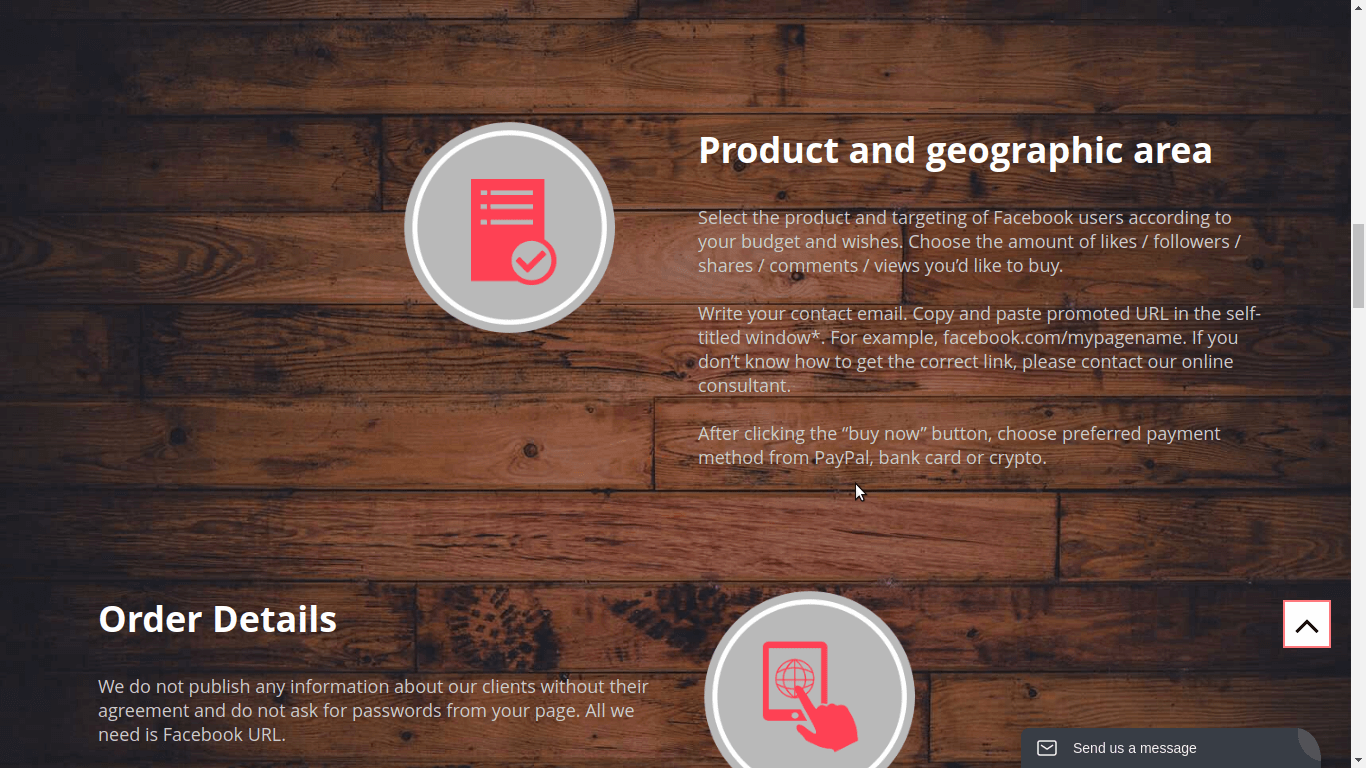 Product and geographic area
Select the product and targeting of Facebook users according to
your budget and wishes. Choose the amount of likes / followers /
shares / comments / views you’d like to buy.
Write your contact email. Copy and paste promoted URL in the self-
titled window*. For example, facebook.com/mypagename. If you
don’t know how to get the correct link, please contact our online
consultant.
After clicking the “buy now” button, choose preferred payment
method from PayPal, bank card or crypto.
Order Details
We do not publish any information about our clients without their
agreement and do not ask for passwords from your page. All we
need is Facebook URL.
Send us a message